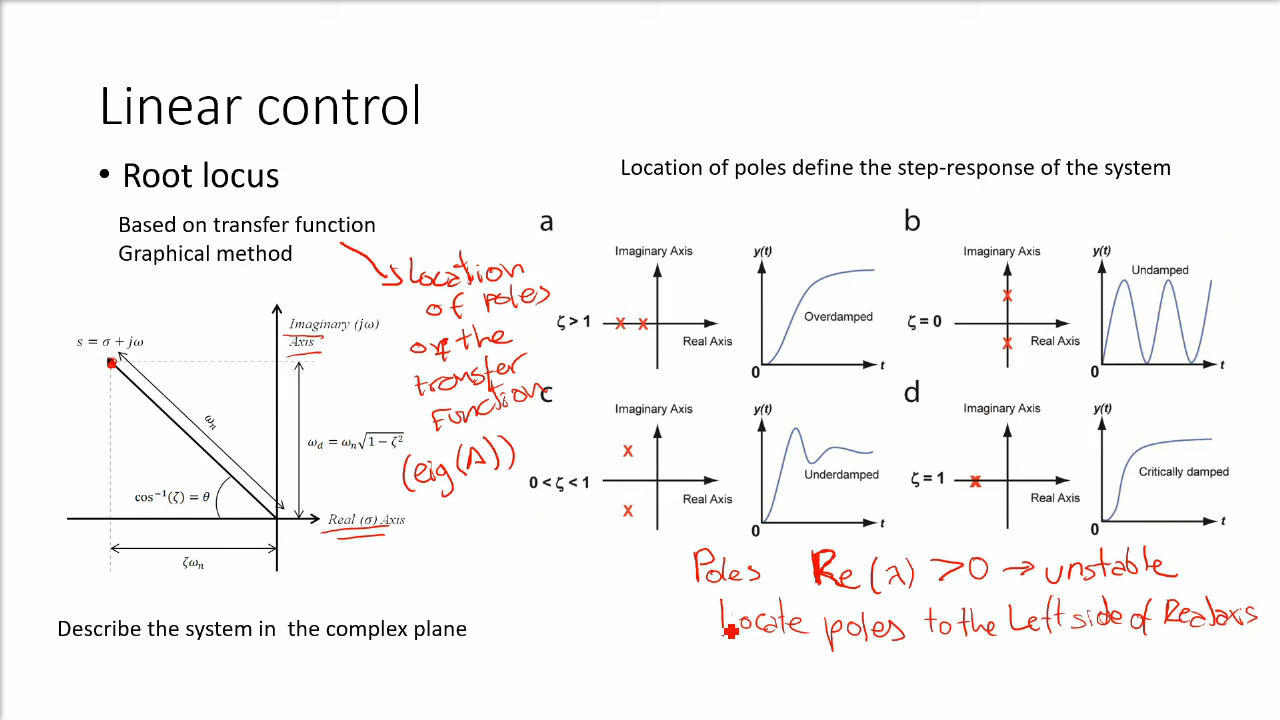 Linear control
• Root locus
Based on transfer function
Graphical method
location
of poles
of the
transfer
Function
(eig(A))
Imaginary (jω)
Axis
s = σ + jω
ωₙ
ω_d = ωₙ√(1 − ζ²)
cos⁻¹(ζ) = θ
Real (σ) Axis
ζωₙ
Describe the system in the complex plane
Location of poles define the step-response of the system
a
Imaginary Axis
ζ > 1
Real Axis
y(t)
Overdamped
0
t
b
Imaginary Axis
ζ = 0
Real Axis
y(t)
Undamped
0
t
c
Imaginary Axis
0 < ζ < 1
Real Axis
y(t)
Underdamped
0
t
d
Imaginary Axis
ζ = 1
Real Axis
y(t)
Critically damped
0
t
Poles Re(λ) >0 → unstable
Locate poles to the Left side of Real axis